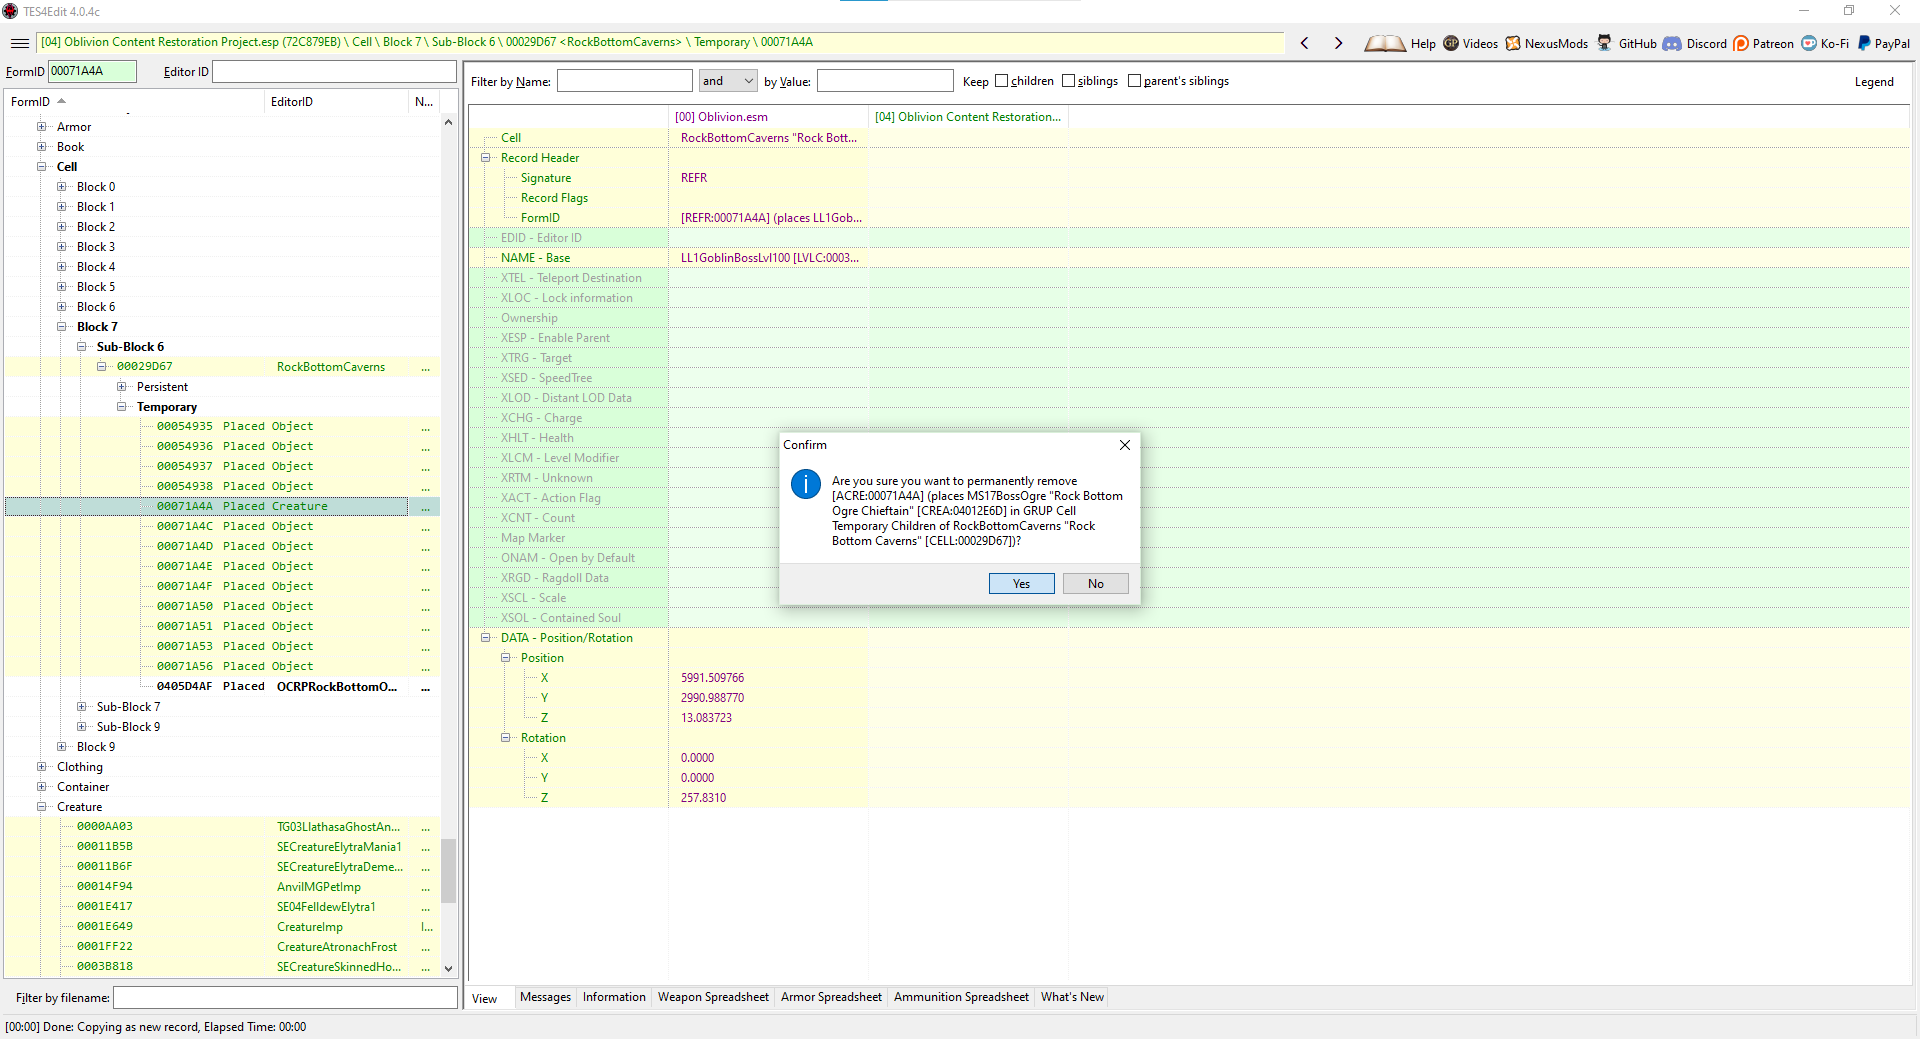 TES4Edit 4.0.4c
[04] Oblivion Content Restoration Project.esp (72C879EB) \ Cell \ Block 7 \ Sub-Block 6 \ 00029D67 <RockBottomCaverns> \ Temporary \ 00071A4A
Help Videos NexusMods GitHub Discord Patreon Ko-Fi PayPal
FormID 00071A4A Editor ID
Filter by Name: and by Value: Keep children siblings parent's siblings Legend
FormID EditorID N...
Armor
Book
Cell
Block 0
Block 1
Block 2
Block 3
Block 4
Block 5
Block 6
Block 7
Sub-Block 6
00029D67 RockBottomCaverns ...
Persistent
Temporary
00054935 Placed Object ...
00054936 Placed Object ...
00054937 Placed Object ...
00054938 Placed Object ...
00071A4A Placed Creature ...
00071A4C Placed Object ...
00071A4D Placed Object ...
00071A4E Placed Object ...
00071A4F Placed Object ...
00071A50 Placed Object ...
00071A51 Placed Object ...
00071A53 Placed Object ...
00071A56 Placed Object ...
0405D4AF Placed OCRPRockBottomO... ...
Sub-Block 7
Sub-Block 9
Block 9
Clothing
Container
Creature
0000AA03 TG03LlathasaGhostAn... ...
00011B5B SECreatureElytraMania1 ...
00011B6F SECreatureElytraDeme... ...
00014F94 AnvilMGPetImp ...
0001E417 SE04FelldewElytra1 ...
0001E649 CreatureImp I...
0001FF22 CreatureAtronachFrost ...
0003B818 SECreatureSkinnedHo... ...
Filter by filename:
[00] Oblivion.esm [04] Oblivion Content Restoration...
Cell RockBottomCaverns "Rock Bott...
Record Header
Signature REFR
Record Flags
FormID [REFR:00071A4A] (places LL1Gob...
EDID - Editor ID
NAME - Base LL1GoblinBossLvl100 [LVLC:0003...
XTEL - Teleport Destination
XLOC - Lock information
Ownership
XESP - Enable Parent
XTRG - Target
XSED - SpeedTree
XLOD - Distant LOD Data
XCHG - Charge
XHLT - Health
XLCM - Level Modifier
XRTM - Unknown
XACT - Action Flag
XCNT - Count
Map Marker
ONAM - Open by Default
XRGD - Ragdoll Data
XSCL - Scale
XSOL - Contained Soul
DATA - Position/Rotation
Position
X 5991.509766
Y 2990.988770
Z 13.083723
Rotation
X 0.0000
Y 0.0000
Z 257.8310
Confirm
Are you sure you want to permanently remove
[ACRE:00071A4A] (places MS17BossOgre "Rock Bottom
Ogre Chieftain" [CREA:04012E6D] in GRUP Cell
Temporary Children of RockBottomCaverns "Rock
Bottom Caverns" [CELL:00029D67])?
Yes No
View Messages Information Weapon Spreadsheet Armor Spreadsheet Ammunition Spreadsheet What's New
[00:00] Done: Copying as new record, Elapsed Time: 00:00